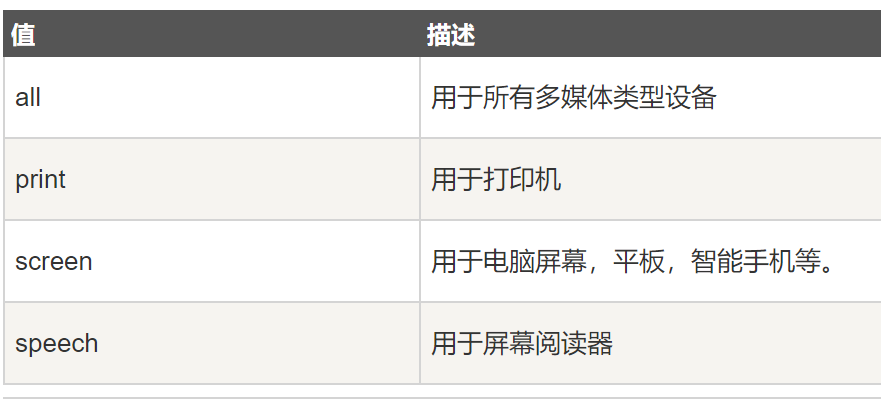 值 描述
all 用于所有多媒体类型设备
print 用于打印机
screen 用于电脑屏幕，平板，智能手机等。
speech 用于屏幕阅读器